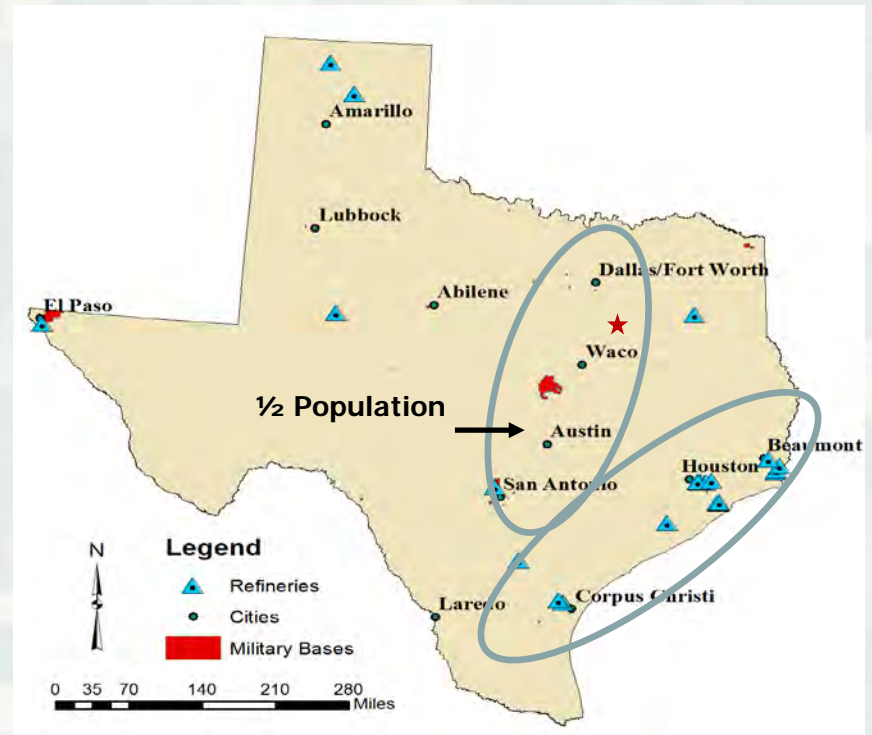 Amarillo
Lubbock
Dallas/Fort Worth
Abilene
El Paso
Waco
½ Population
Austin
Beaumont
Houston
San Antonio
Corpus Christi
Laredo
N
Legend
Refineries
Cities
Military Bases
0 35 70 140 210 280
Miles